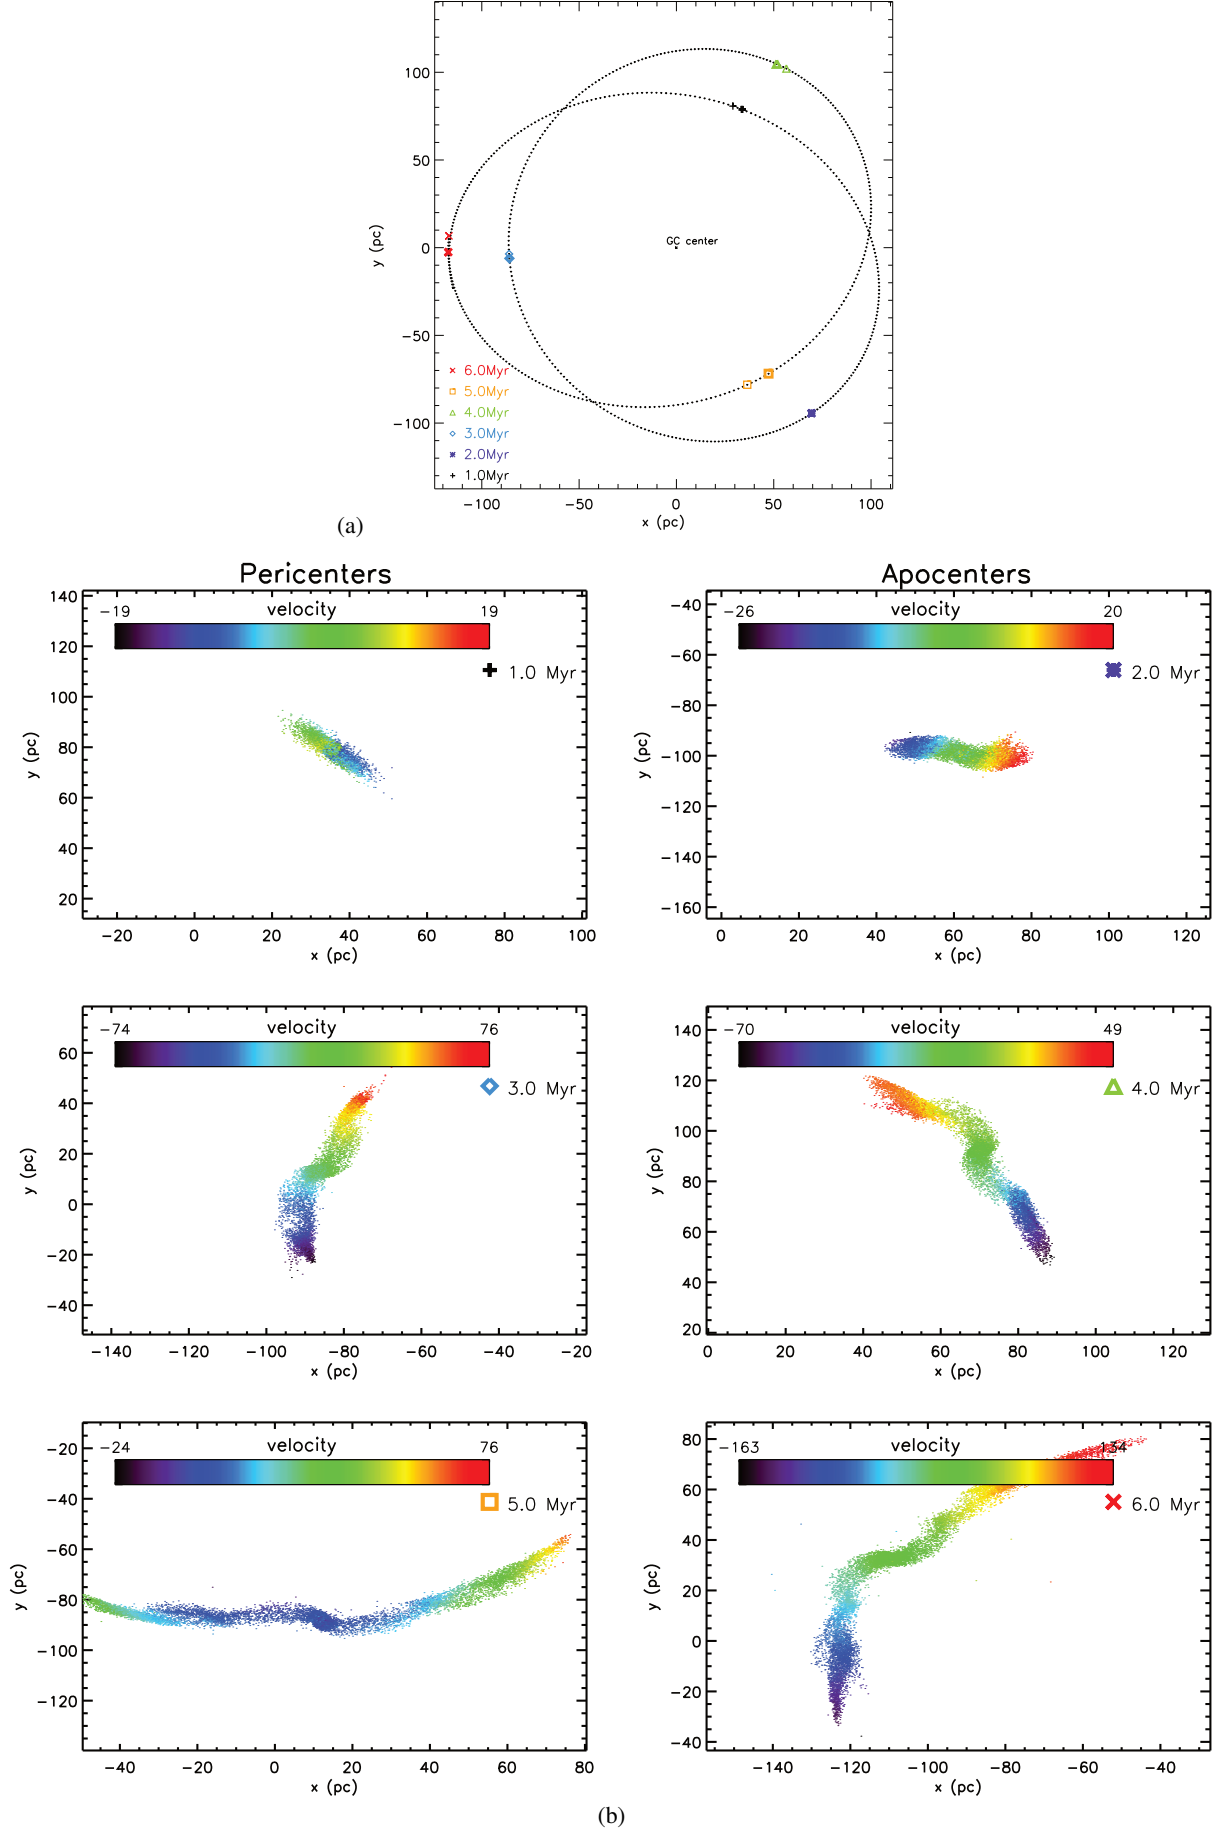 100
50
0
−50
−100
y (pc)
GC center
6.0Myr
5.0Myr
4.0Myr
3.0Myr
2.0Myr
1.0Myr
−100 −50 0 50 100
x (pc)
(a)
Pericenters
140
120
100
80
60
40
20
y (pc)
−19 velocity 19
1.0 Myr
−20 0 20 40 60 80 100
x (pc)
Apocenters
−40
−60
−80
−100
−120
−140
−160
y (pc)
−26 velocity 20
2.0 Myr
0 20 40 60 80 100 120
x (pc)
60
40
20
0
−20
−40
y (pc)
−74 velocity 76
3.0 Myr
−140 −120 −100 −80 −60 −40 −20
x (pc)
140
120
100
80
60
40
20
y (pc)
−70 velocity 49
4.0 Myr
0 20 40 60 80 100 120
x (pc)
−20
−40
−60
−80
−100
−120
y (pc)
−24 velocity 76
5.0 Myr
−40 −20 0 20 40 60 80
x (pc)
80
60
40
20
0
−20
−40
y (pc)
−163 velocity 134
6.0 Myr
−140 −120 −100 −80 −60 −40
x (pc)
(b)